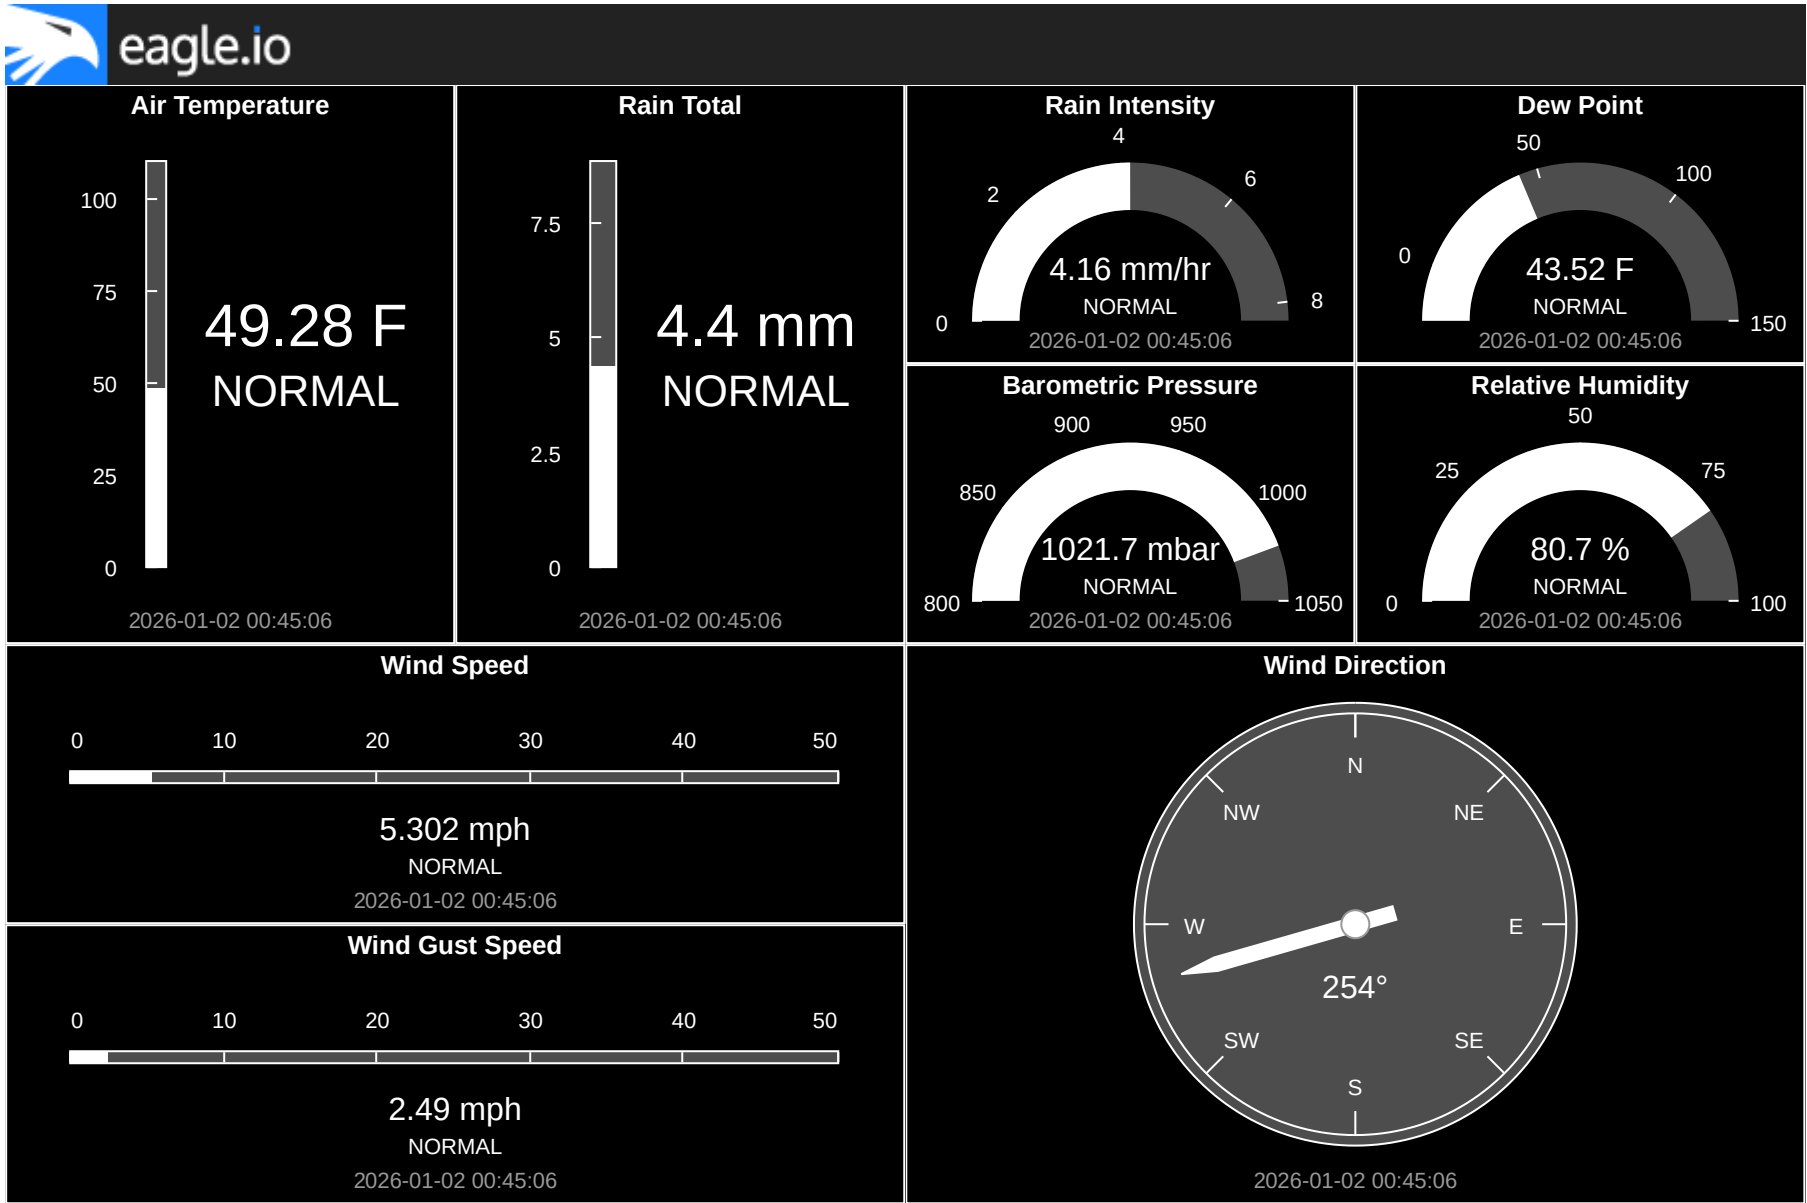 eagle.io
Air Temperature
100
75
50
25
0
49.28 F
NORMAL
2026-01-02 00:45:06
Rain Total
7.5
5
2.5
0
4.4 mm
NORMAL
2026-01-02 00:45:06
Rain Intensity
0
2
4
6
8
4.16 mm/hr
NORMAL
2026-01-02 00:45:06
Dew Point
0
50
100
150
43.52 F
NORMAL
2026-01-02 00:45:06
Barometric Pressure
800
850
900
950
1000
1050
1021.7 mbar
NORMAL
2026-01-02 00:45:06
Relative Humidity
0
25
50
75
100
80.7 %
NORMAL
2026-01-02 00:45:06
Wind Speed
0 10 20 30 40 50
5.302 mph
NORMAL
2026-01-02 00:45:06
Wind Gust Speed
0 10 20 30 40 50
2.49 mph
NORMAL
2026-01-02 00:45:06
Wind Direction
N
NW NE
W E
254°
SW SE
S
2026-01-02 00:45:06